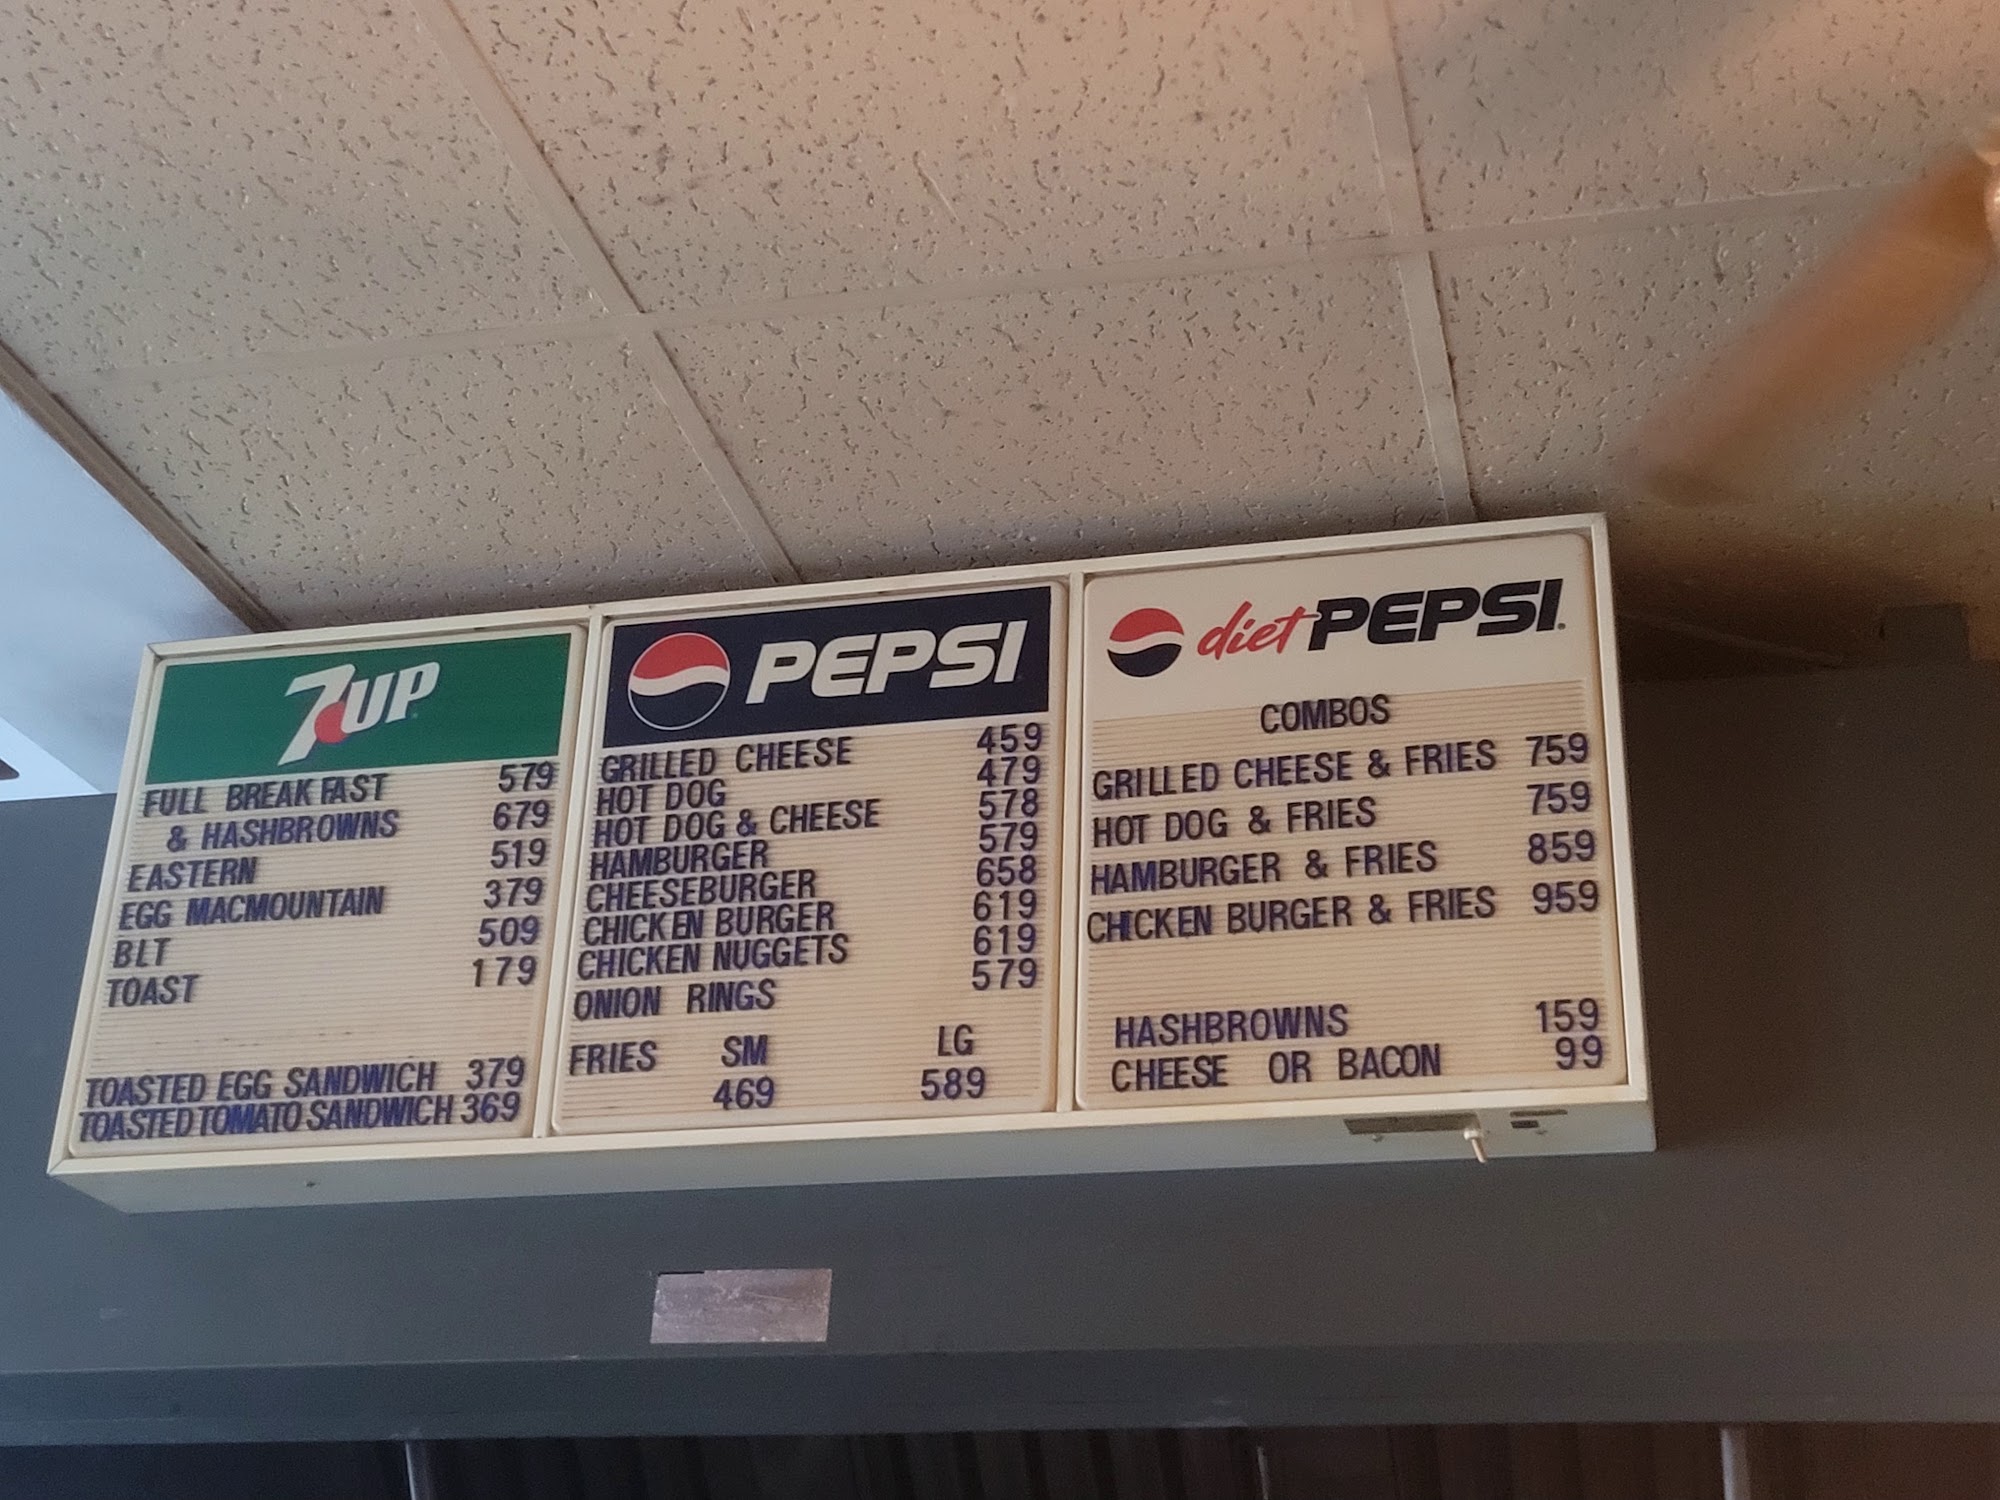 7UP
FULL BREAKFAST 579
& HASHBROWNS 679
EASTERN 519
EGG MACMOUNTAIN 379
BLT 509
TOAST 179
TOASTED EGG SANDWICH 379
TOASTED TOMATO SANDWICH 369
PEPSI
GRILLED CHEESE 459
HOT DOG 479
HOT DOG & CHEESE 578
HAMBURGER 579
CHEESEBURGER 658
CHICKEN BURGER 619
CHICKEN NUGGETS 619
ONION RINGS 579
FRIES SM LG
469 589
diet PEPSI.
COMBOS
GRILLED CHEESE & FRIES 759
HOT DOG & FRIES 759
HAMBURGER & FRIES 859
CHICKEN BURGER & FRIES 959
HASHBROWNS 159
CHEESE OR BACON 99